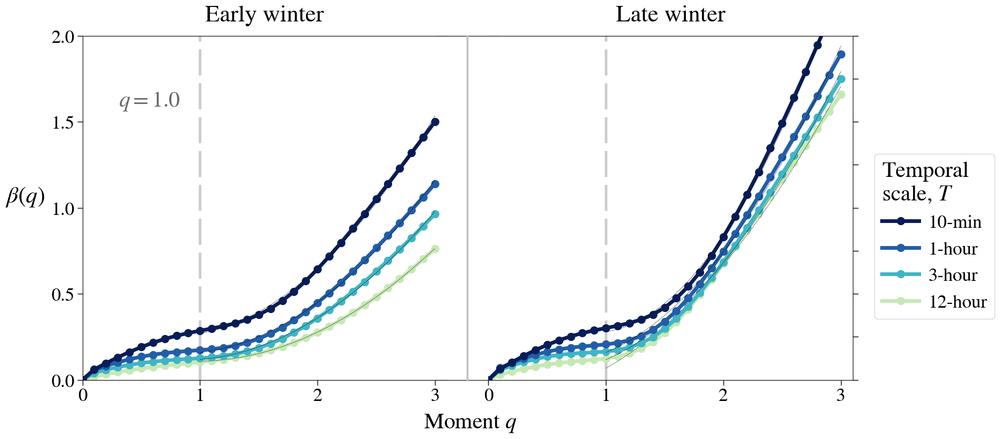 Early winter
Late winter
2.0
1.5
1.0
0.5
0.0
β(q)
q = 1.0
0
1
2
3
0
1
2
3
Moment q
Temporal
scale, T
10-min
1-hour
3-hour
12-hour